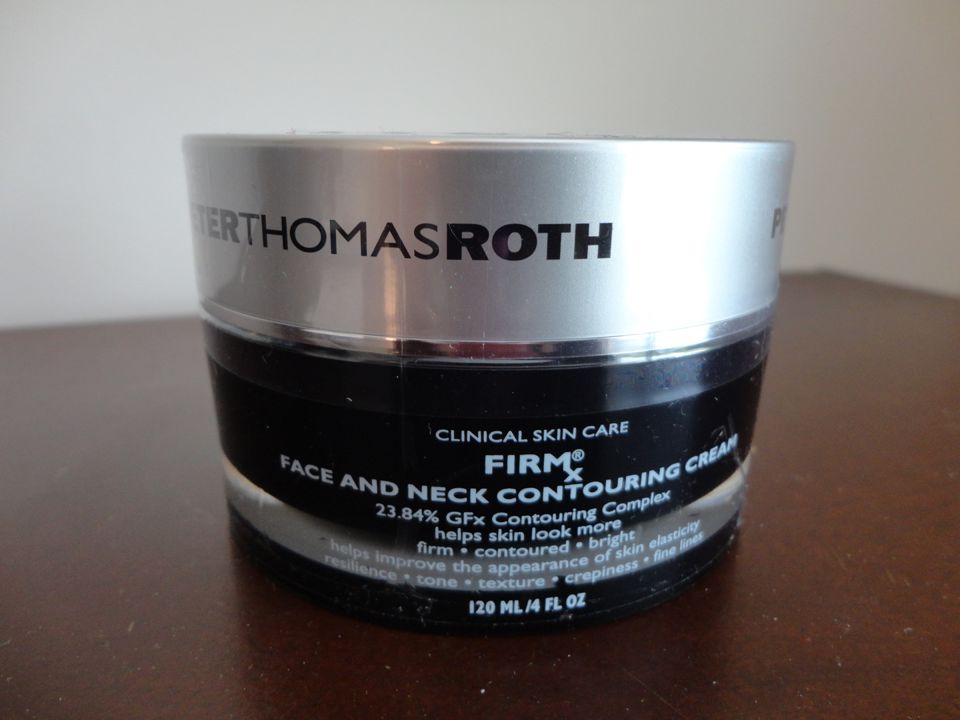 ETERTHOMASROTH P
CLINICAL SKIN CARE
FIRMX®
FACE AND NECK CONTOURING CREAM
23.84% GFx Contouring Complex
helps skin look more
firm • contoured • bright
helps improve the appearance of skin elasticity
resilience • tone • texture • crepiness • fine lines
120 ML/4 FL OZ